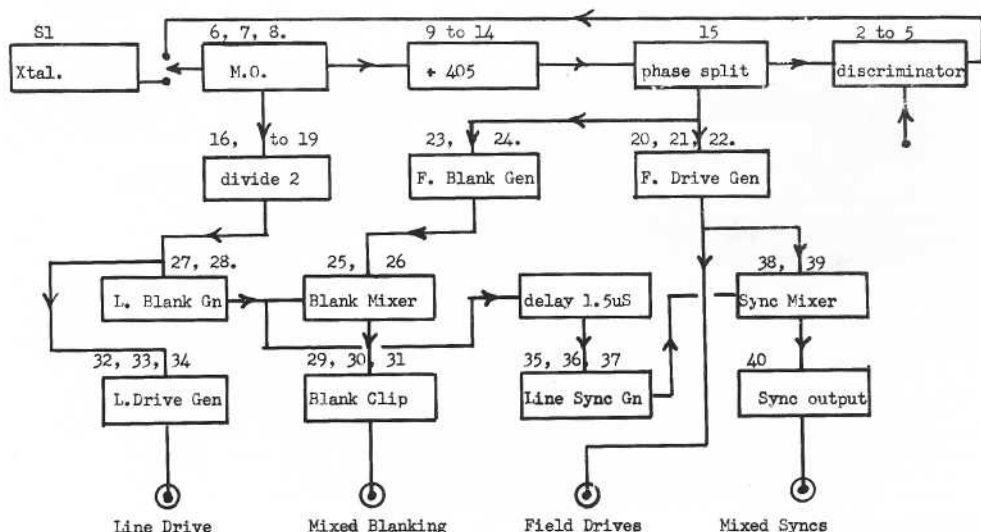 S1
Xtal.
6, 7, 8.
M.O.
9 to 14
÷ 405
15
phase split
2 to 5
discriminator
16, to 19
divide 2
23, 24.
F. Blank Gen
20, 21, 22.
F. Drive Gen
27, 28.
L. Blank Gn
25, 26
Blank Mixer
delay 1.5uS
38, 39
Sync Mixer
32, 33, 34
L.Drive Gen
29, 30, 31
Blank Clip
35, 36, 37
Line Sync Gn
40
Sync output
Line Drive
Mixed Blanking
Field Drives
Mixed Syncs